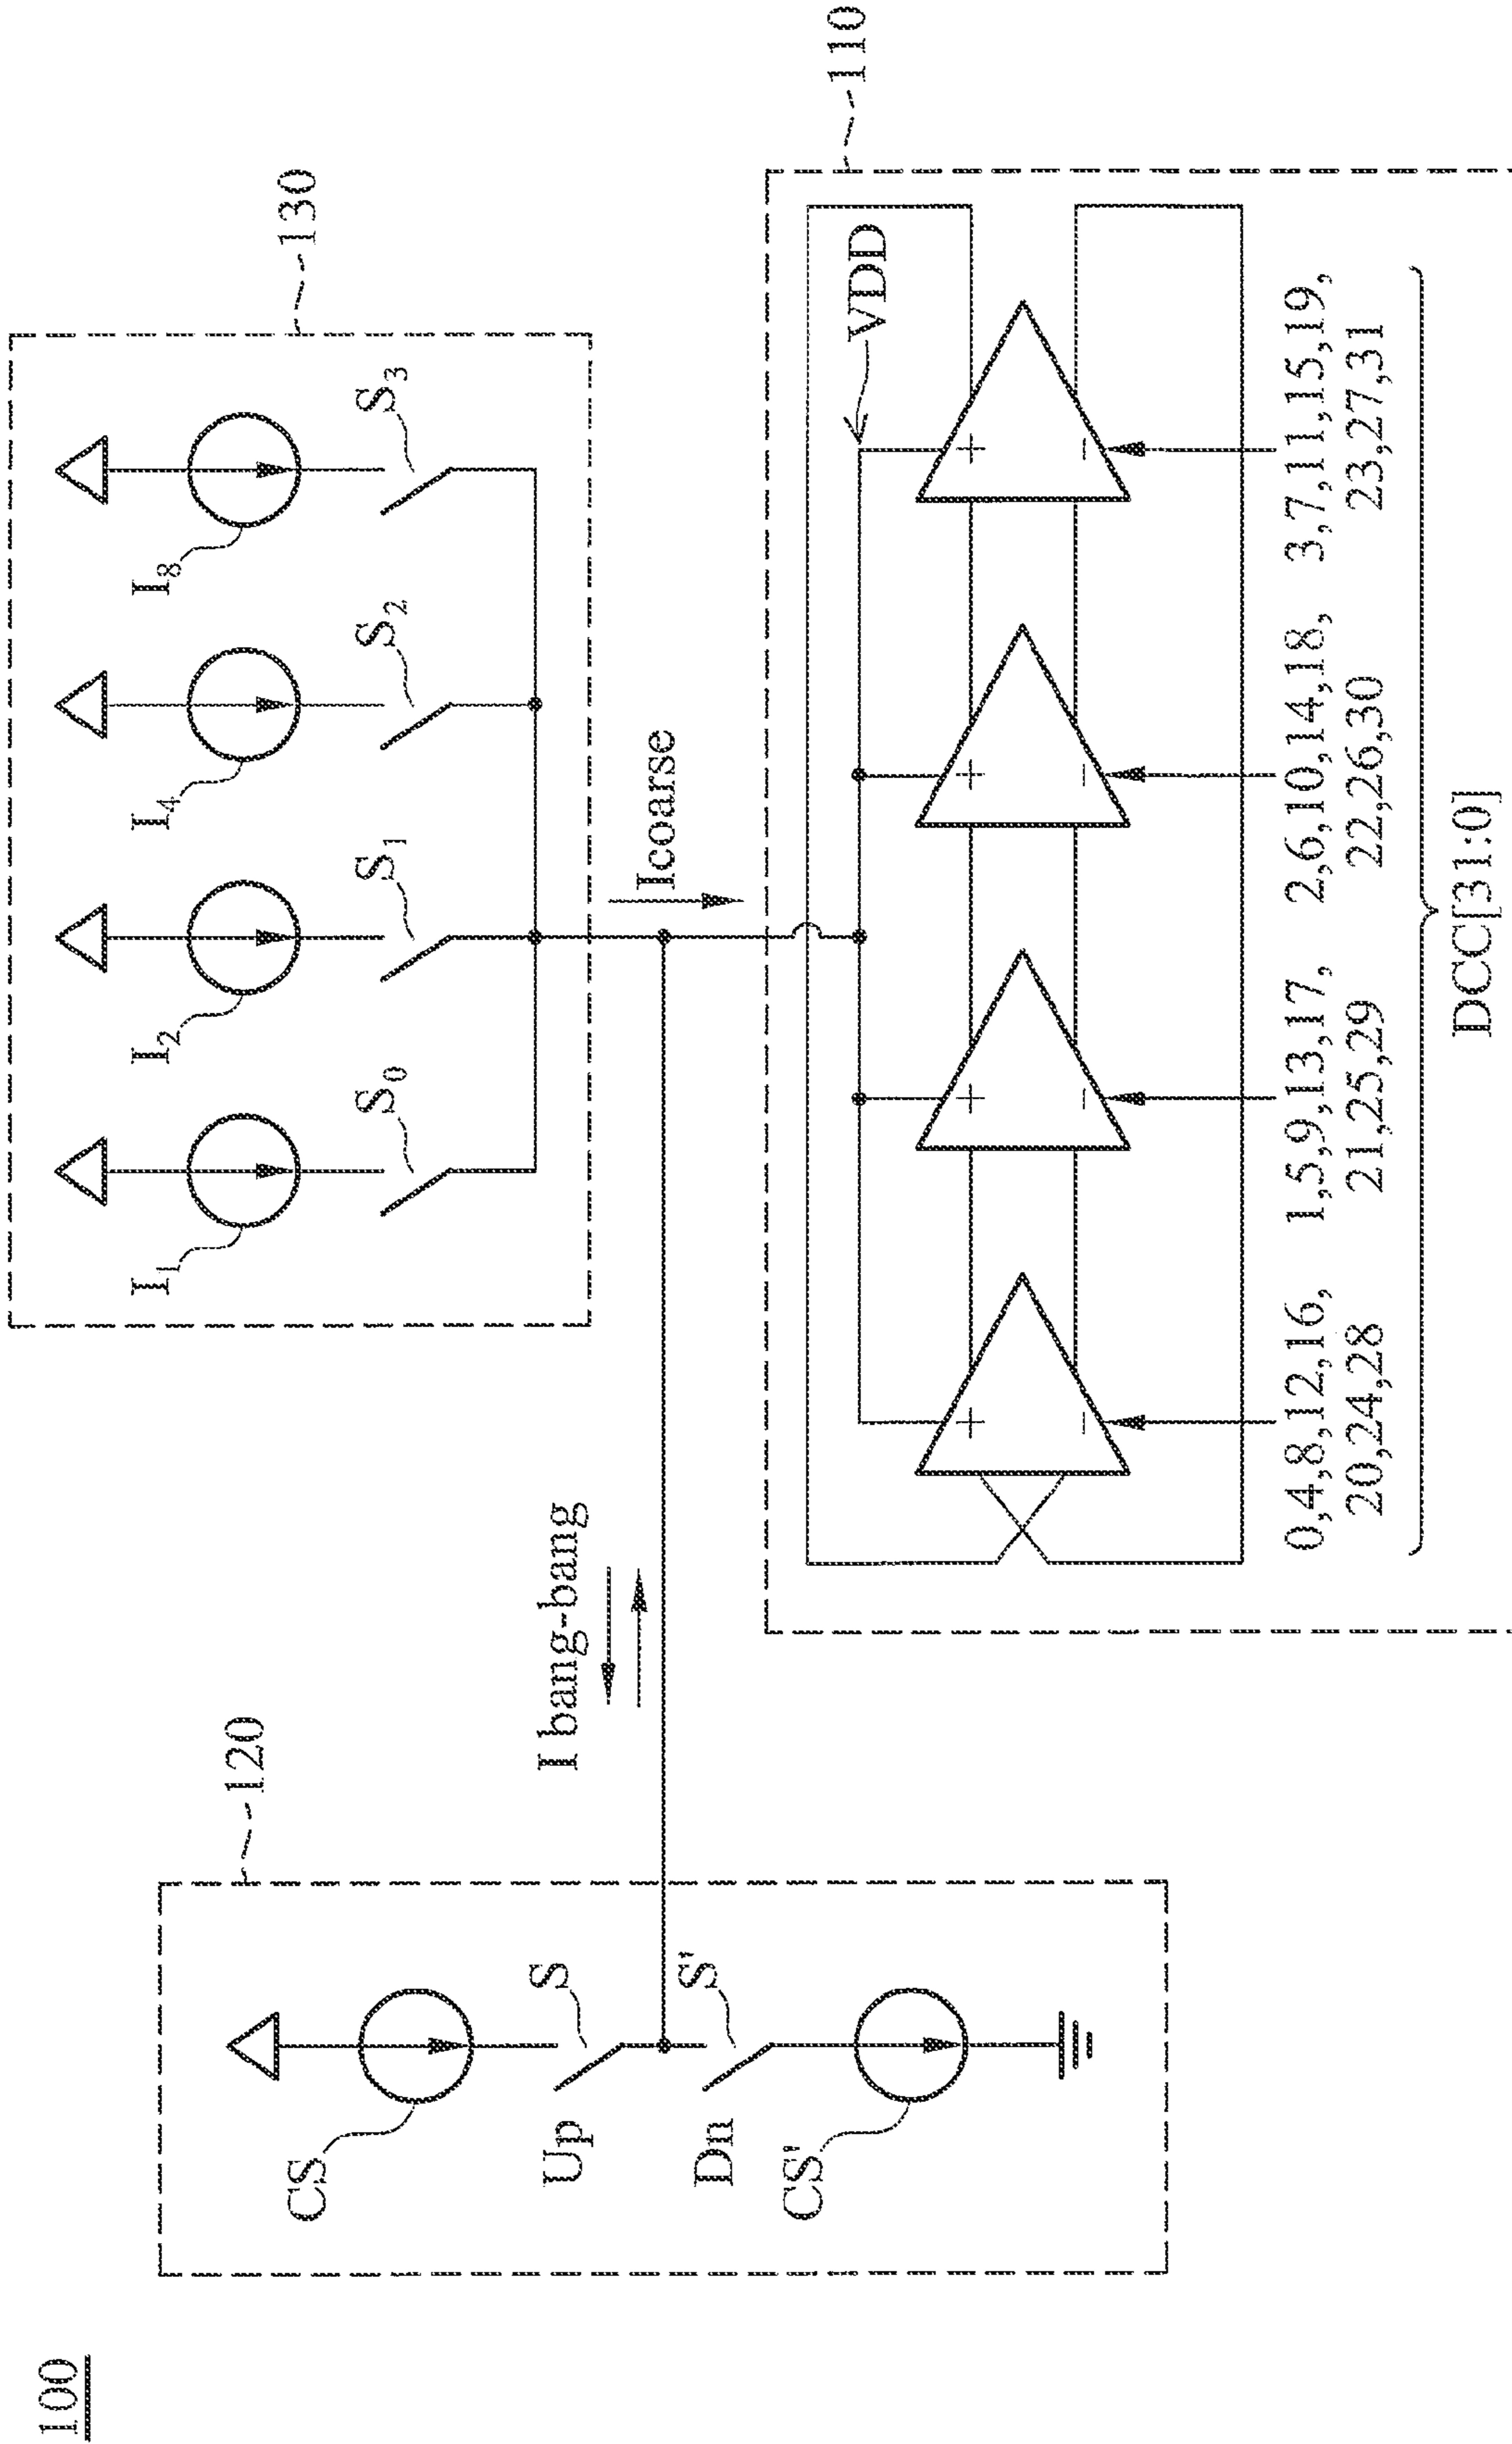 100
120
CS
Up
S
Dn
S'
CS'
I bang-bang
130
I1
I2
I4
I8
S0
S1
S2
S3
Icoarse
110
VDD
+
+
+
+
−
−
−
−
0,4,8,12,16,
20,24,28
1,5,9,13,17,
21,25,29
2,6,10,14,18,
22,26,30
3,7,11,15,19,
23,27,31
DCC[31:0]